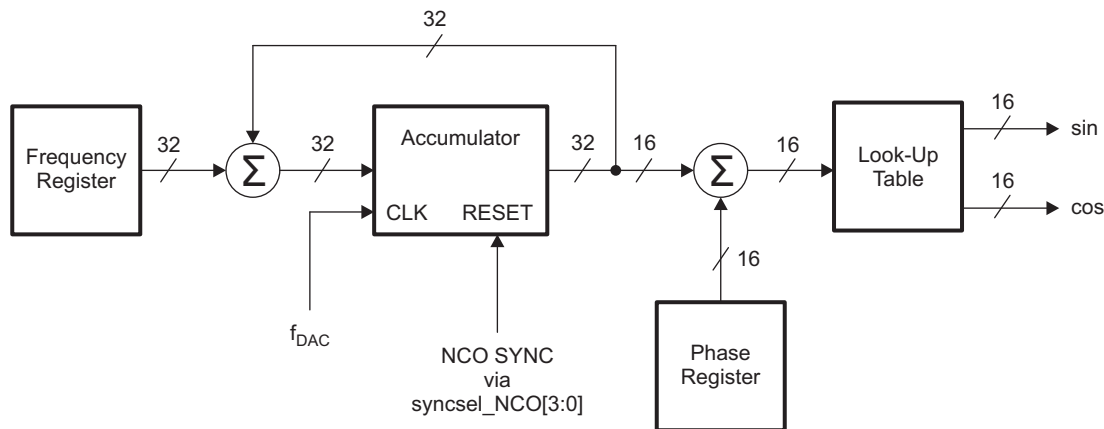 32
Frequency
Register
32
Σ
32
Accumulator
CLK
RESET
32
16
Σ
16
Look-Up
Table
16
sin
16
cos
16
f_DAC
NCO SYNC
via
syncsel_NCO[3:0]
Phase
Register